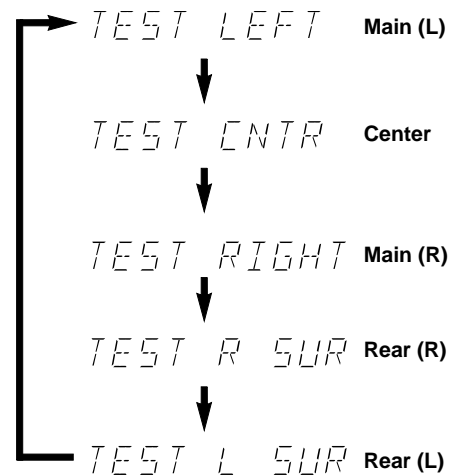 TEST LEFT Main (L)
TEST CNTR Center
TEST RIGHT Main (R)
TEST R SUR Rear (R)
TEST L SUR Rear (L)